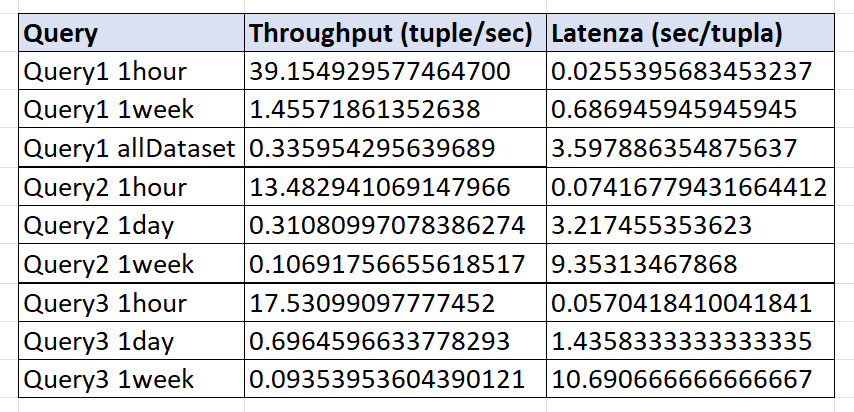 Query Throughput (tuple/sec) Latenza (sec/tupla)
Query1 1hour 39.154929577464700 0.0255395683453237
Query1 1week 1.45571861352638 0.686945945945945
Query1 allDataset 0.335954295639689 3.597886354875637
Query2 1hour 13.482941069147966 0.07416779431664412
Query2 1day 0.31080997078386274 3.217455353623
Query2 1week 0.10691756655618517 9.35313467868
Query3 1hour 17.53099097777452 0.0570418410041841
Query3 1day 0.6964596633778293 1.4358333333333335
Query3 1week 0.09353953604390121 10.690666666666667